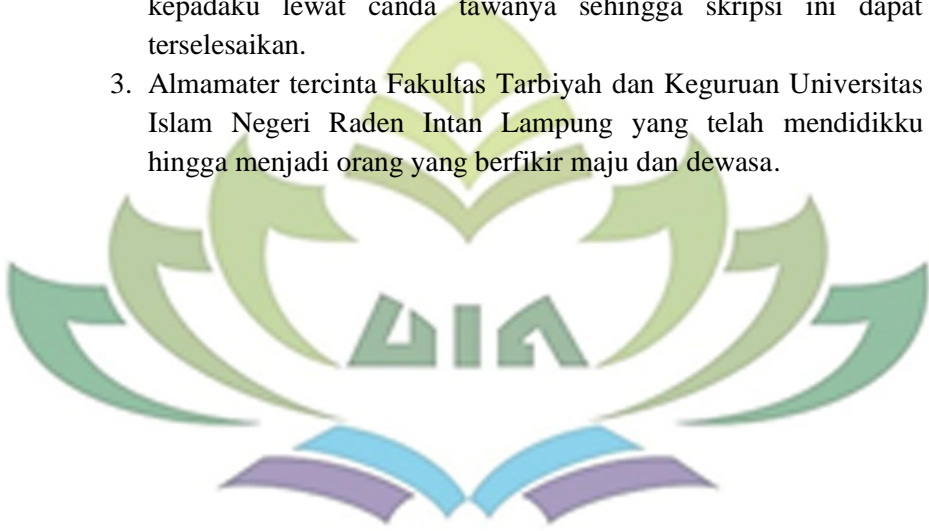 kepadaku lewat canda tawanya sehingga skripsi ini dapat
terselesaikan.
3. Almamater tercinta Fakultas Tarbiyah dan Keguruan Universitas
Islam Negeri Raden Intan Lampung yang telah mendidikku
hingga menjadi orang yang berfikir maju dan dewasa.
UIN